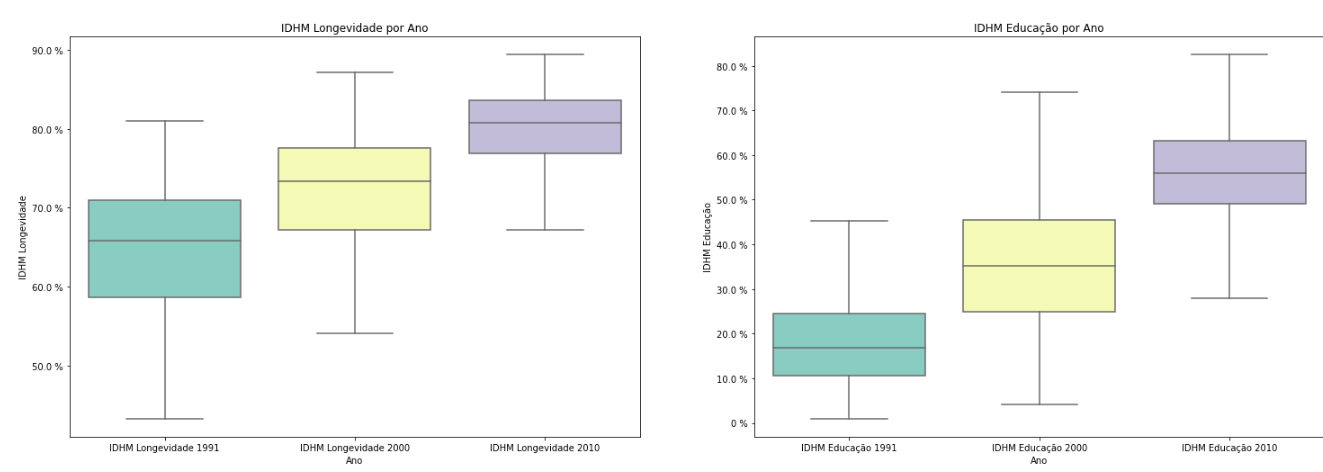 IDHM Longevidade por Ano
90.0 %
80.0 %
70.0 %
60.0 %
50.0 %
IDHM Longevidade
IDHM Longevidade 1991
IDHM Longevidade 2000
IDHM Longevidade 2010
Ano
IDHM Educação por Ano
80.0 %
70.0 %
60.0 %
50.0 %
40.0 %
30.0 %
20.0 %
10.0 %
0 %
IDHM Educação
IDHM Educação 1991
IDHM Educação 2000
IDHM Educação 2010
Ano